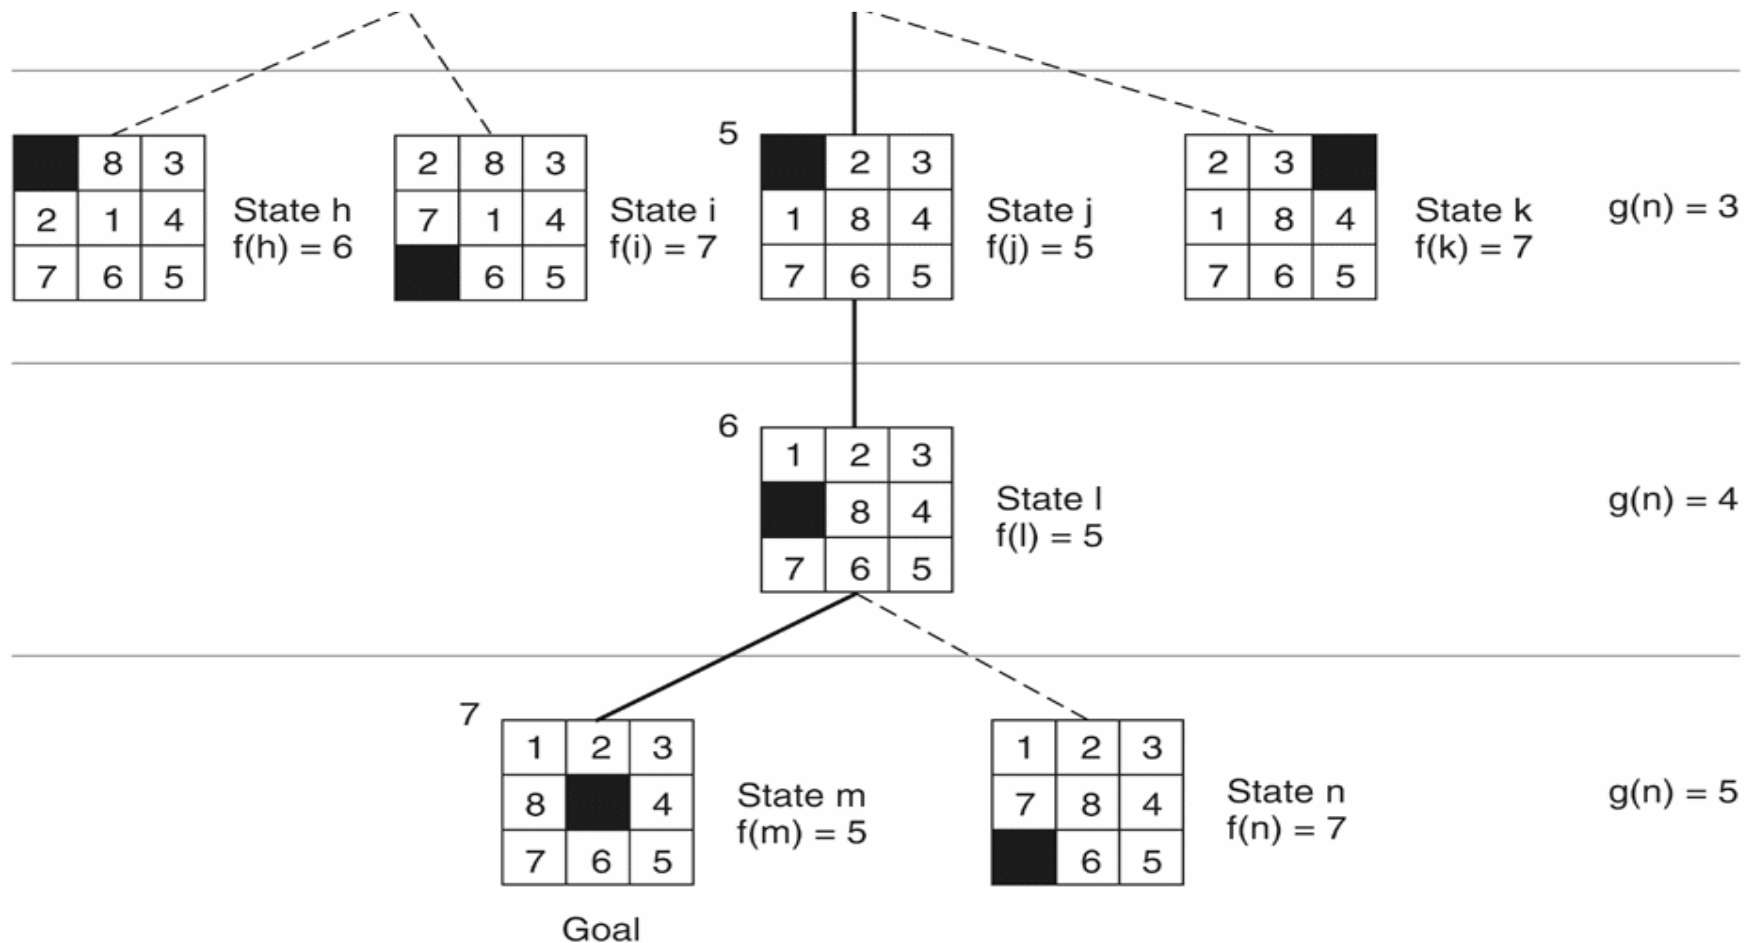 5
8 3
2 1 4
7 6 5
State h
f(h) = 6
2 8 3
7 1 4
6 5
State i
f(i) = 7
2 3
1 8 4
7 6 5
State j
f(j) = 5
2 3
1 8 4
7 6 5
State k
f(k) = 7
g(n) = 3
6
1 2 3
8 4
7 6 5
State l
f(l) = 5
g(n) = 4
7
1 2 3
8 4
7 6 5
State m
f(m) = 5
Goal
1 2 3
7 8 4
6 5
State n
f(n) = 7
g(n) = 5